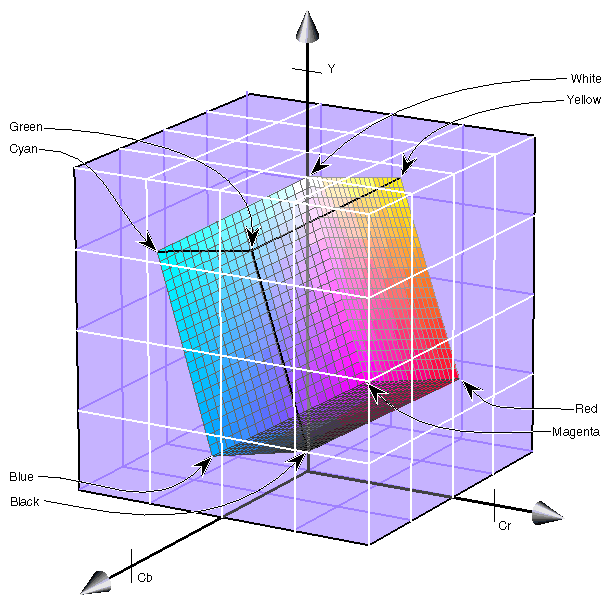 Y
White
Yellow
Green
Cyan
Red
Magenta
Blue
Black
Cr
Cb